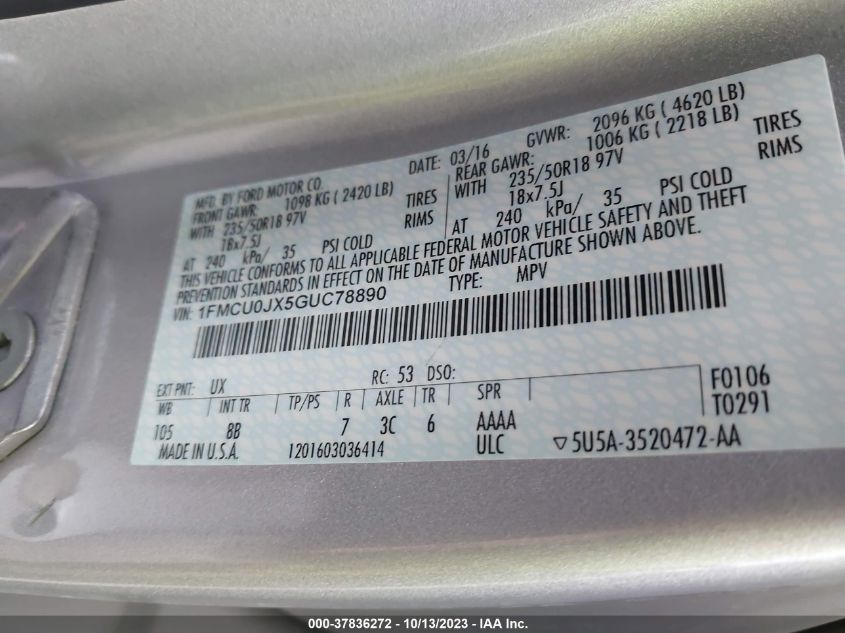 MFD. BY FORD MOTOR CO.
DATE: 03/16 GVWR: 2096 KG ( 4620 LB)
FRONT GAWR: 1098 KG ( 2420 LB)
REAR GAWR: 1006 KG ( 2218 LB)
WITH 235/50R18 97V TIRES
WITH 235/50R18 97V TIRES
18x7.5J RIMS
18x7.5J RIMS
AT 240 kPa/ 35 PSI COLD
AT 240 kPa/ 35 PSI COLD
THIS VEHICLE CONFORMS TO ALL APPLICABLE FEDERAL MOTOR VEHICLE SAFETY AND THEFT
PREVENTION STANDARDS IN EFFECT ON THE DATE OF MANUFACTURE SHOWN ABOVE.
VIN: 1FMCU0JX5GUC78890 TYPE: MPV
EXT PNT: UX RC: 53 DSO:
WB INT TR TP/PS R AXLE TR SPR F0106
105 8B 7 3C 6 AAAA T0291
MADE IN U.S.A. 1201603036414 ULC ▽5U5A-3520472-AA
000-37836272 - 10/13/2023 - IAA Inc.